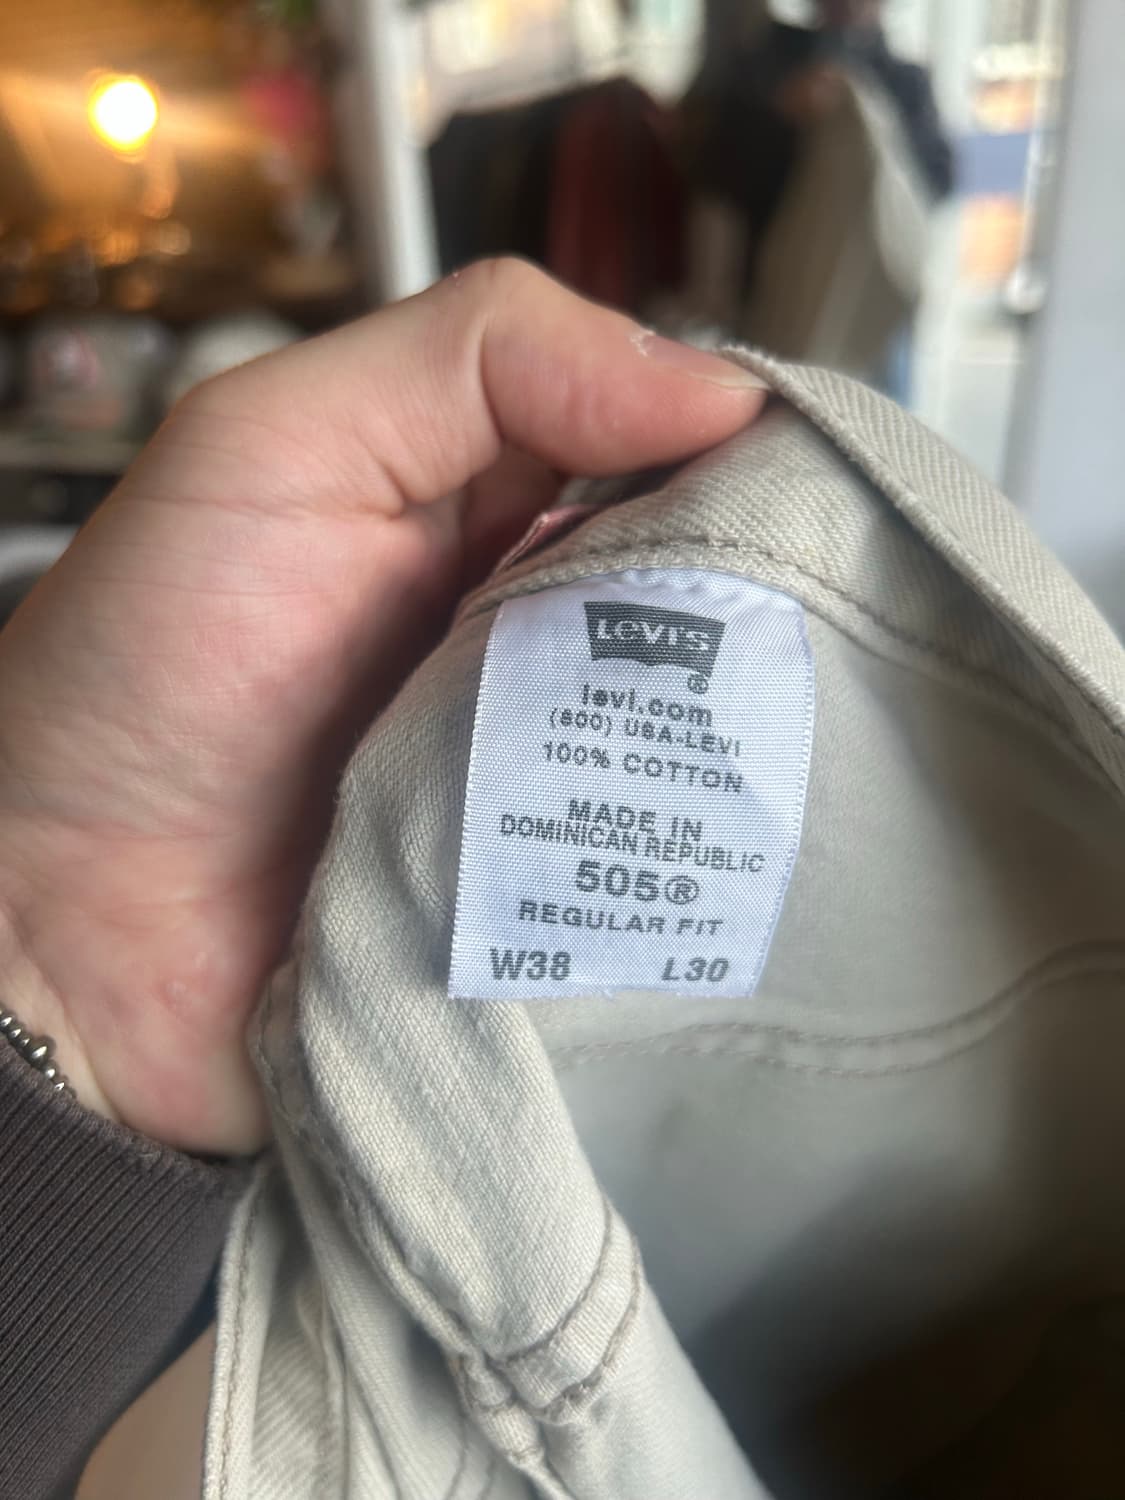 Levi's
®
levi.com
(800) USA-LEVI
100% COTTON
MADE IN
DOMINICAN REPUBLIC
505®
REGULAR FIT
W38 L30